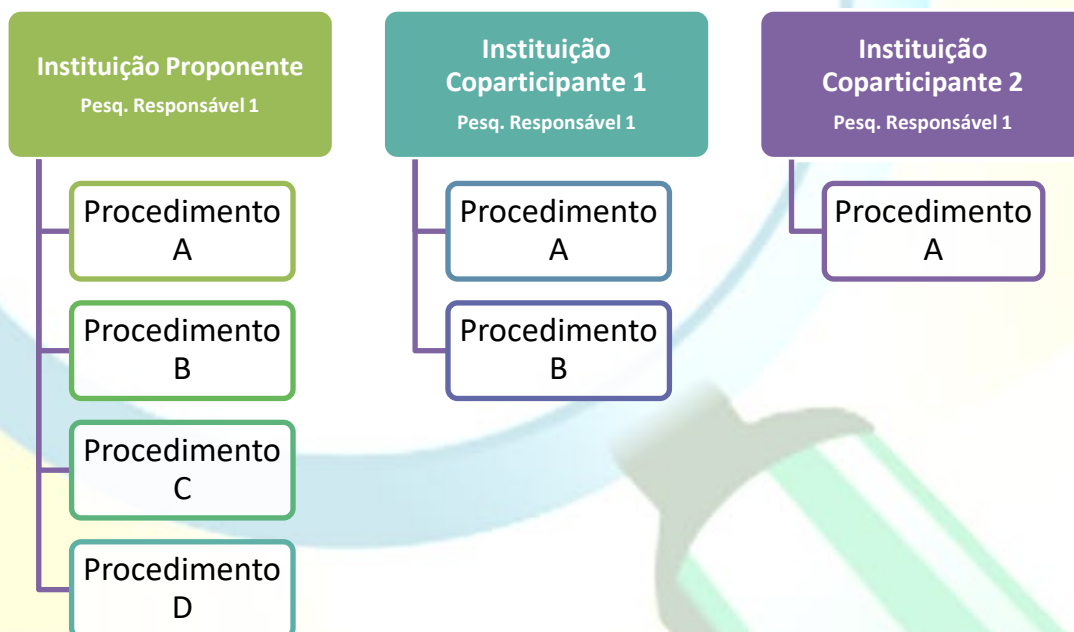 Instituição Proponente
Pesq. Responsável 1
Procedimento
A
Procedimento
B
Procedimento
C
Procedimento
D
Instituição
Coparticipante 1
Pesq. Responsável 1
Procedimento
A
Procedimento
B
Instituição
Coparticipante 2
Pesq. Responsável 1
Procedimento
A